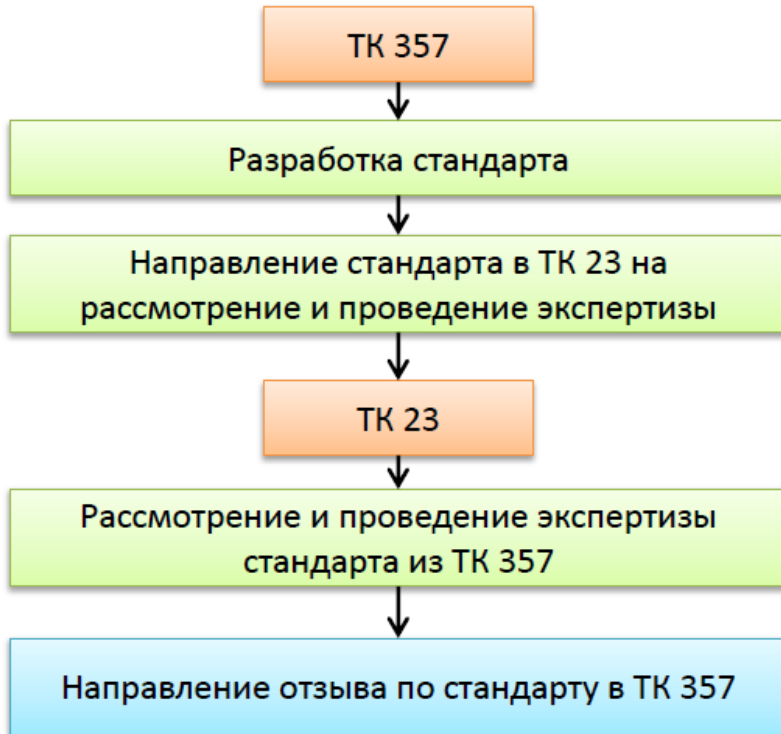 ТК 357
Разработка стандарта
Направление стандарта в ТК 23 на
рассмотрение и проведение экспертизы
ТК 23
Рассмотрение и проведение экспертизы
стандарта из ТК 357
Направление отзыва по стандарту в ТК 357